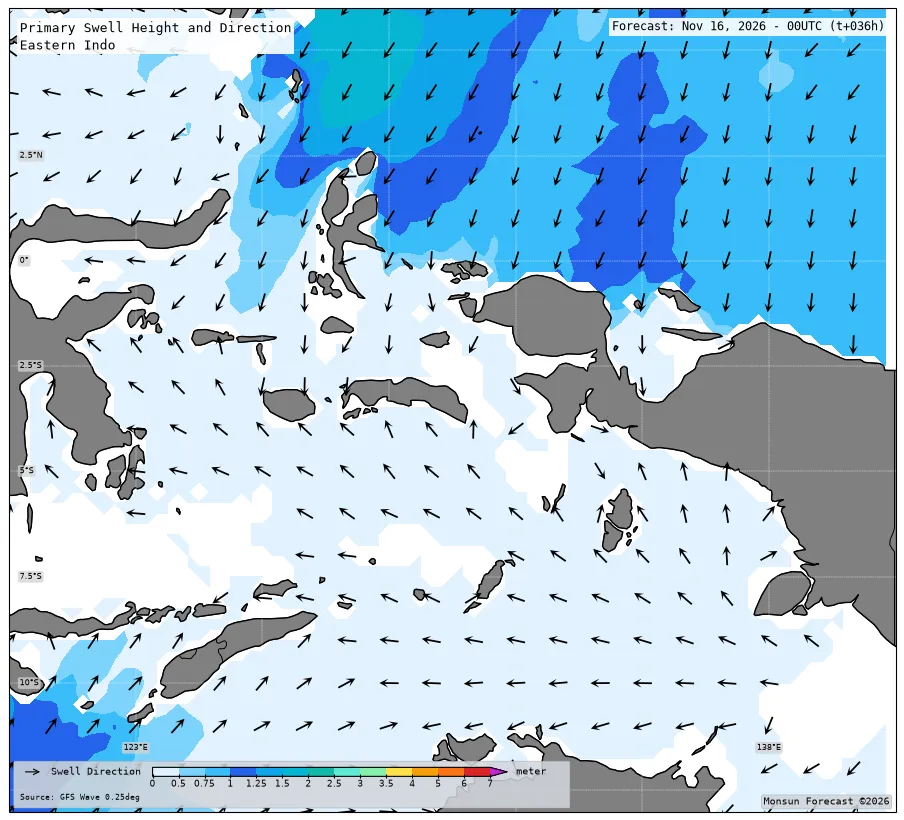 Primary Swell Height and Direction
Eastern Indo
Forecast: Nov 16, 2026 - 00UTC (t+036h)
2.5°N
0°
2.5°S
5°S
7.5°S
10°S
123°E
138°E
Swell Direction
0 0.5 0.75 1 1.25 1.5 2 2.5 3 3.5 4 5 6 7
meter
Source: GFS Wave 0.25deg
Monsun Forecast ©2026